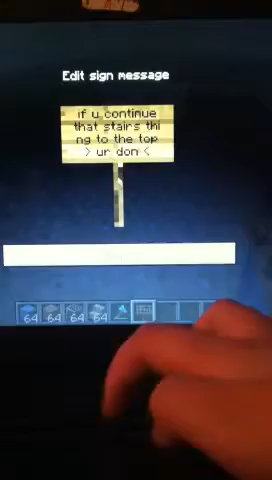 Edit sign message
if u continue
that stairs thi
ng to the top
> ur don <
64 64 64 64